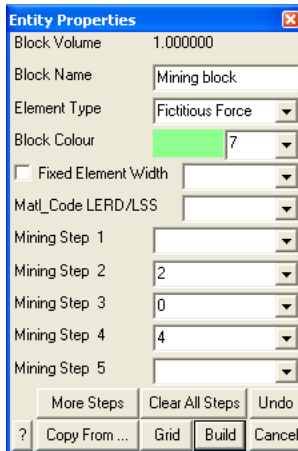 Entity Properties
Block Volume 1.000000
Block Name Mining block
Element Type Fictitious Force
Block Colour 7
Fixed Element Width
Matl_Code LERD/LSS
Mining Step 1
Mining Step 2 2
Mining Step 3 0
Mining Step 4 4
Mining Step 5
More Steps Clear All Steps Undo
? Copy From ... Grid Build Cancel